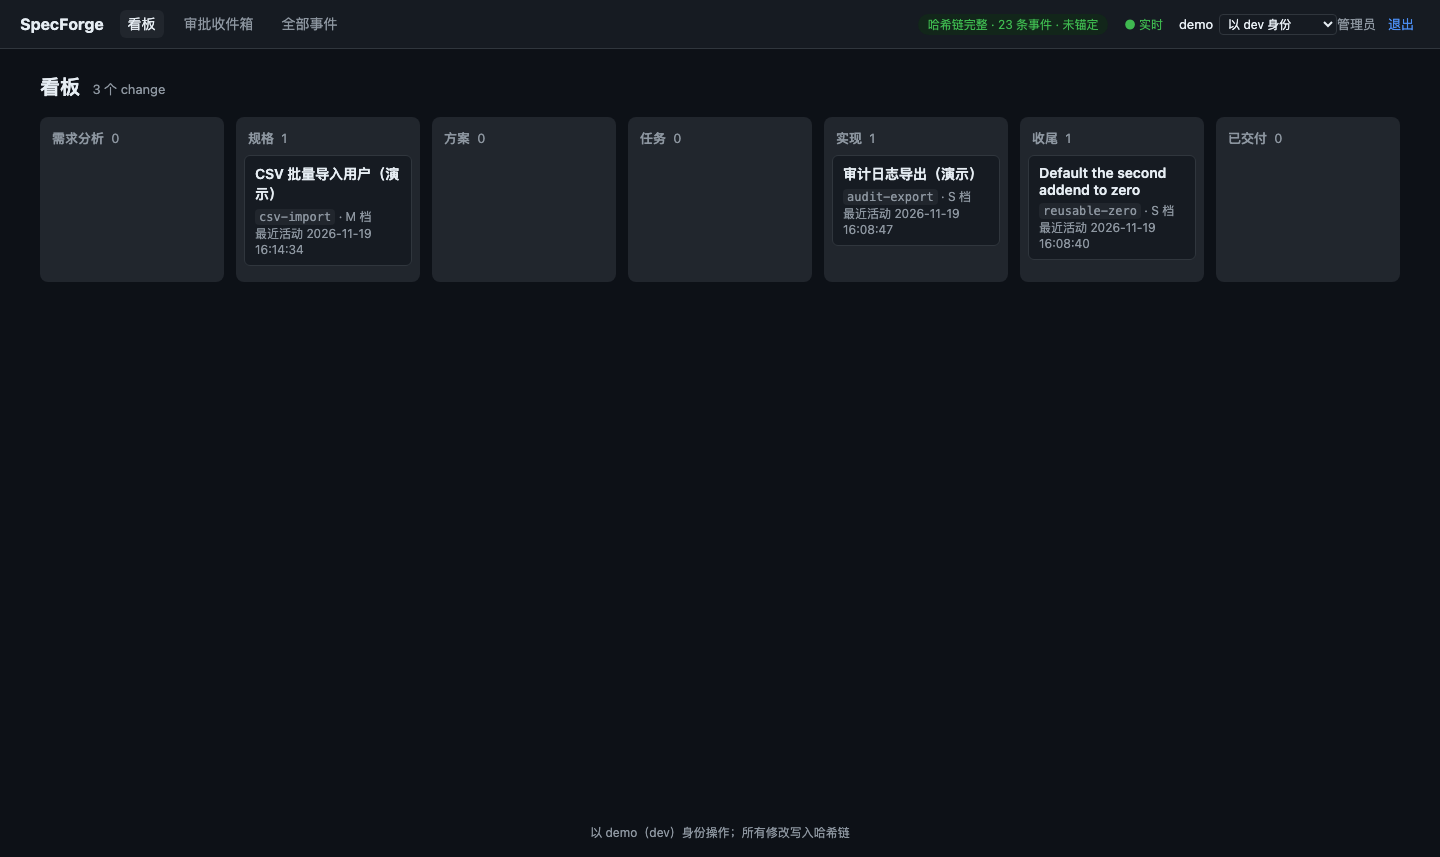 SpecForge 看板 审批收件箱 全部事件 哈希链完整 · 23 条事件 · 未锚定 实时 demo 以 dev 身份 管理员 退出
看板 3 个 change
需求分析 0
规格 1
CSV 批量导入用户（演
示）
csv-import · M 档
最近活动 2026-11-19
16:14:34
方案 0
任务 0
实现 1
审计日志导出（演示）
audit-export · S 档
最近活动 2026-11-19
16:08:47
收尾 1
Default the second
addend to zero
reusable-zero · S 档
最近活动 2026-11-19
16:08:40
已交付 0
以 demo（dev）身份操作；所有修改写入哈希链